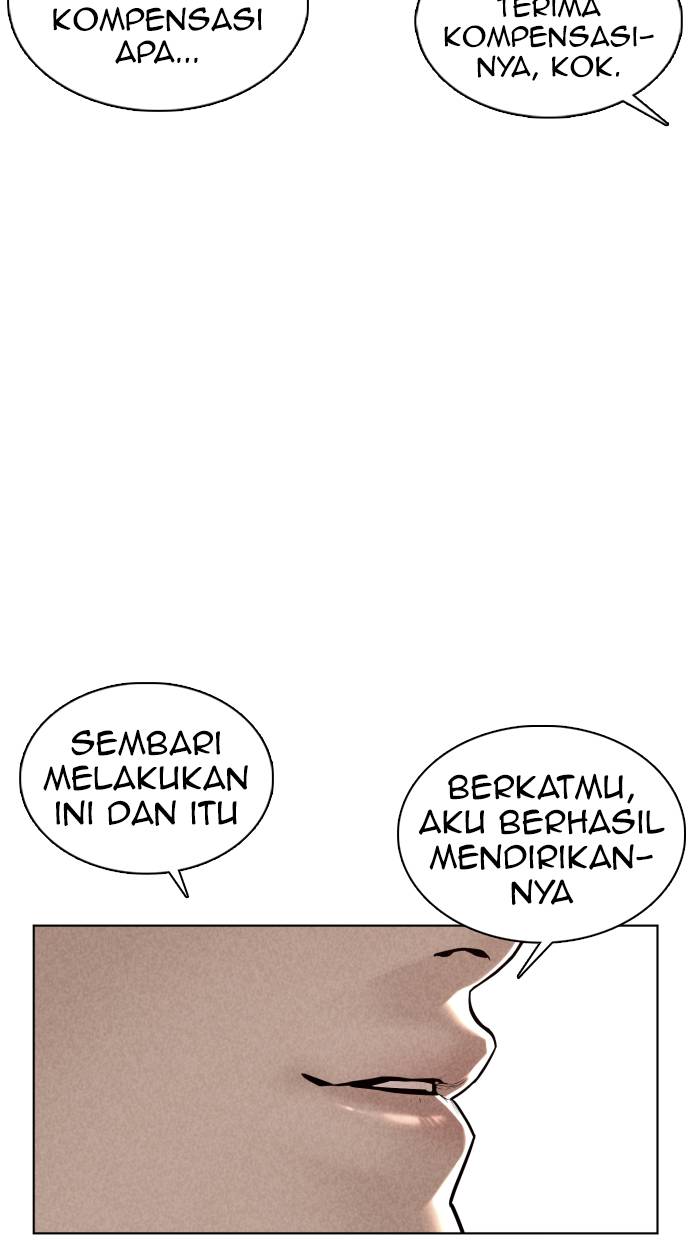 KOMPENSASI
APA...
TERIMA
KOMPENSASI-
NYA, KOK.
SEMBARI
MELAKUKAN
INI DAN ITU
BERKATMU,
AKU BERHASIL
MENDIRIKAN-
NYA